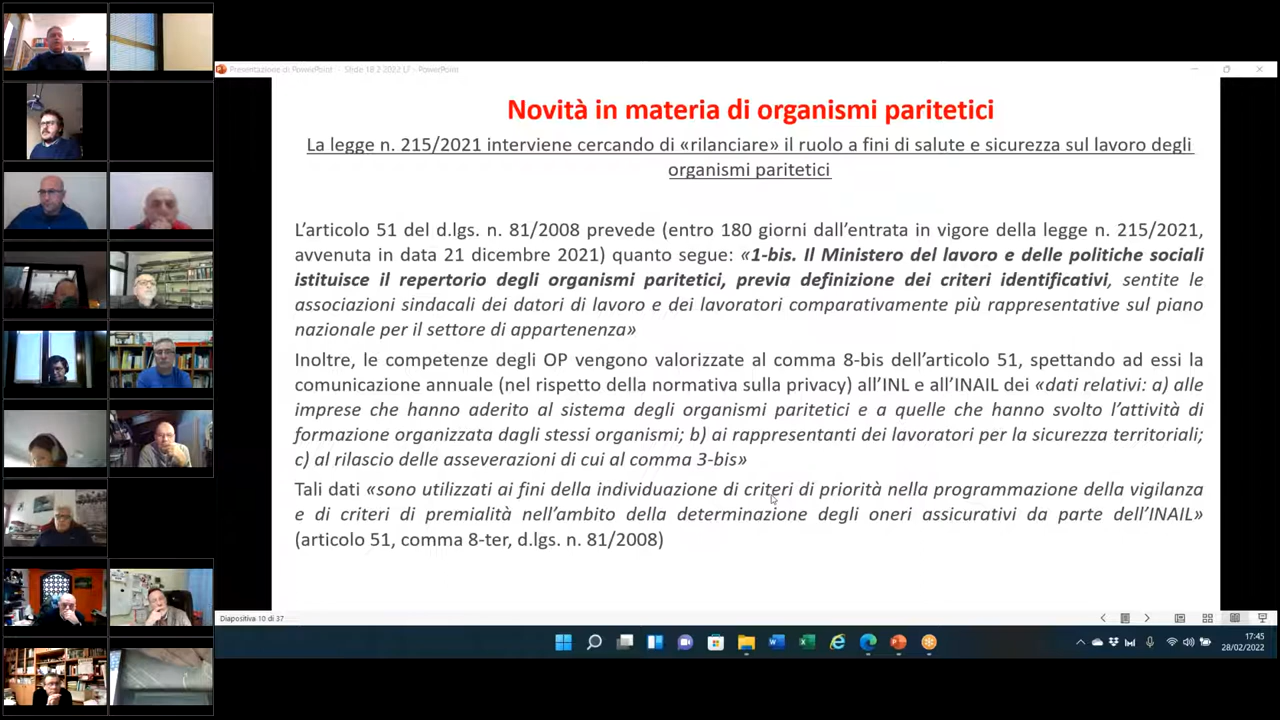 Presentazione di PowerPoint - Slide 18 2 2022 LF - PowerPoint
Novità in materia di organismi paritetici
La legge n. 215/2021 interviene cercando di «rilanciare» il ruolo a fini di salute e sicurezza sul lavoro degli
organismi paritetici
L’articolo 51 del d.lgs. n. 81/2008 prevede (entro 180 giorni dall’entrata in vigore della legge n. 215/2021,
avvenuta in data 21 dicembre 2021) quanto segue: «1-bis. Il Ministero del lavoro e delle politiche sociali
istituisce il repertorio degli organismi paritetici, previa definizione dei criteri identificativi, sentite le
associazioni sindacali dei datori di lavoro e dei lavoratori comparativamente più rappresentative sul piano
nazionale per il settore di appartenenza»
Inoltre, le competenze degli OP vengono valorizzate al comma 8-bis dell’articolo 51, spettando ad essi la
comunicazione annuale (nel rispetto della normativa sulla privacy) all’INL e all’INAIL dei «dati relativi: a) alle
imprese che hanno aderito al sistema degli organismi paritetici e a quelle che hanno svolto l’attività di
formazione organizzata dagli stessi organismi; b) ai rappresentanti dei lavoratori per la sicurezza territoriali;
c) al rilascio delle asseverazioni di cui al comma 3-bis»
Tali dati «sono utilizzati ai fini della individuazione di criteri di priorità nella programmazione della vigilanza
e di criteri di premialità nell’ambito della determinazione degli oneri assicurativi da parte dell’INAIL»
(articolo 51, comma 8-ter, d.lgs. n. 81/2008)
Diapositiva 10 di 37
17:45
28/02/2022